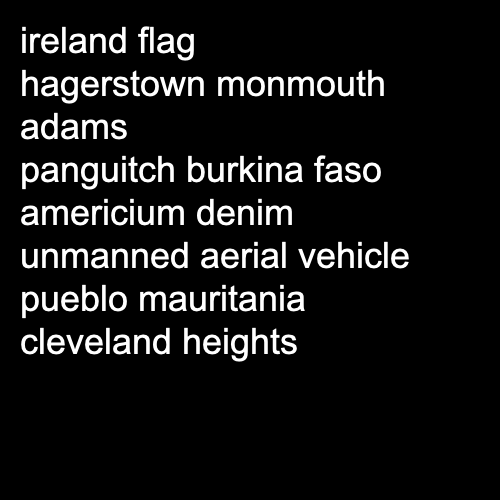 ireland flag
hagerstown monmouth
adams
panguitch burkina faso
americium denim
unmanned aerial vehicle
pueblo mauritania
cleveland heights